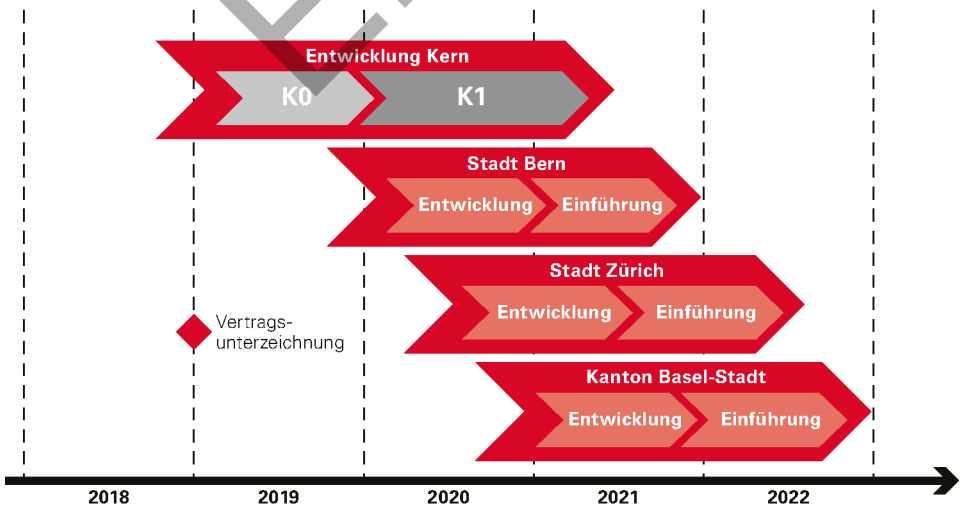 Entwicklung Kern
K0
K1
Stadt Bern
Entwicklung
Einführung
Stadt Zürich
Entwicklung
Einführung
Vertrags-
unterzeichnung
Kanton Basel-Stadt
Entwicklung
Einführung
2018
2019
2020
2021
2022